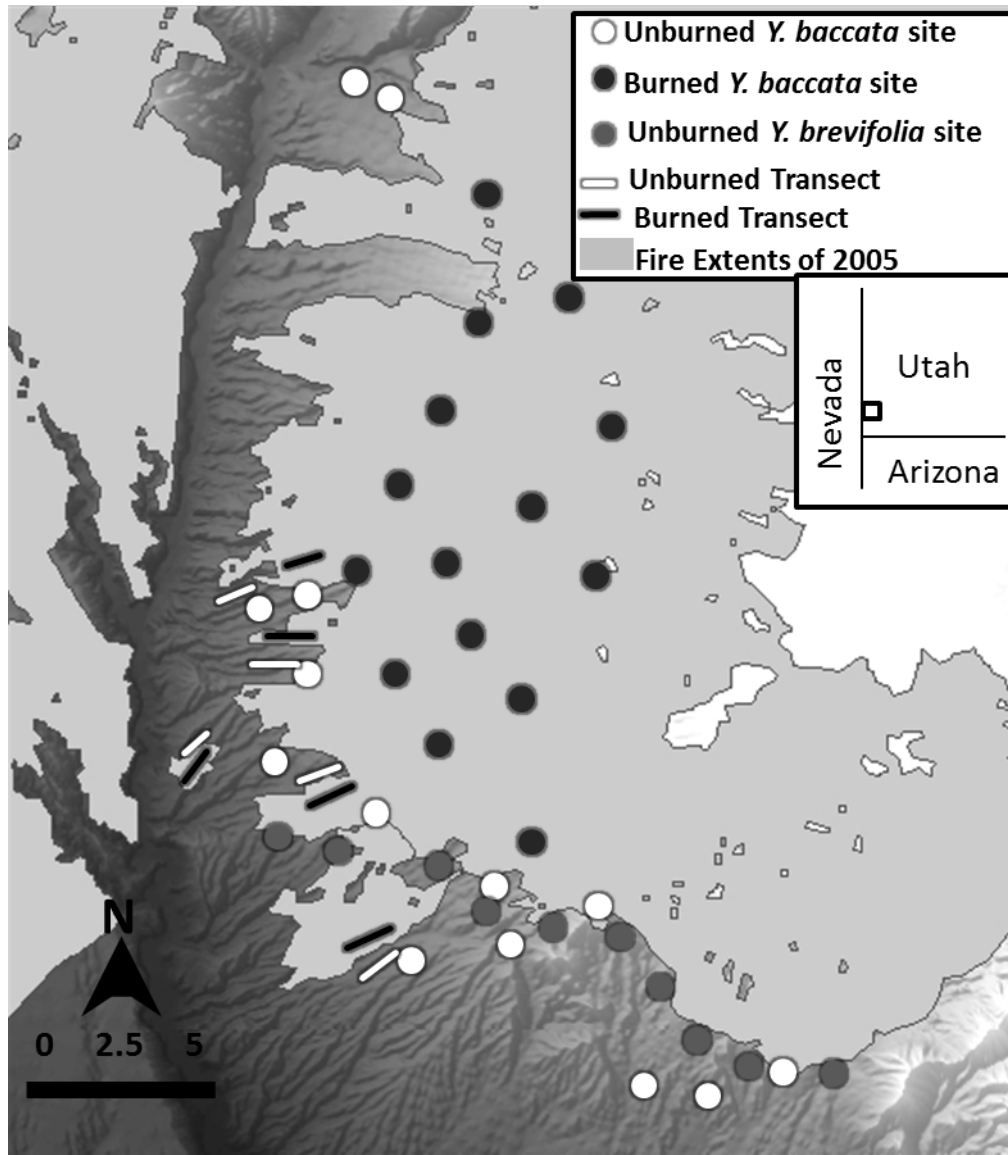 Unburned Y. baccata site
Burned Y. baccata site
Unburned Y. brevifolia site
Unburned Transect
Burned Transect
Fire Extents of 2005
Nevada
Utah
Arizona
N
0 2.5 5